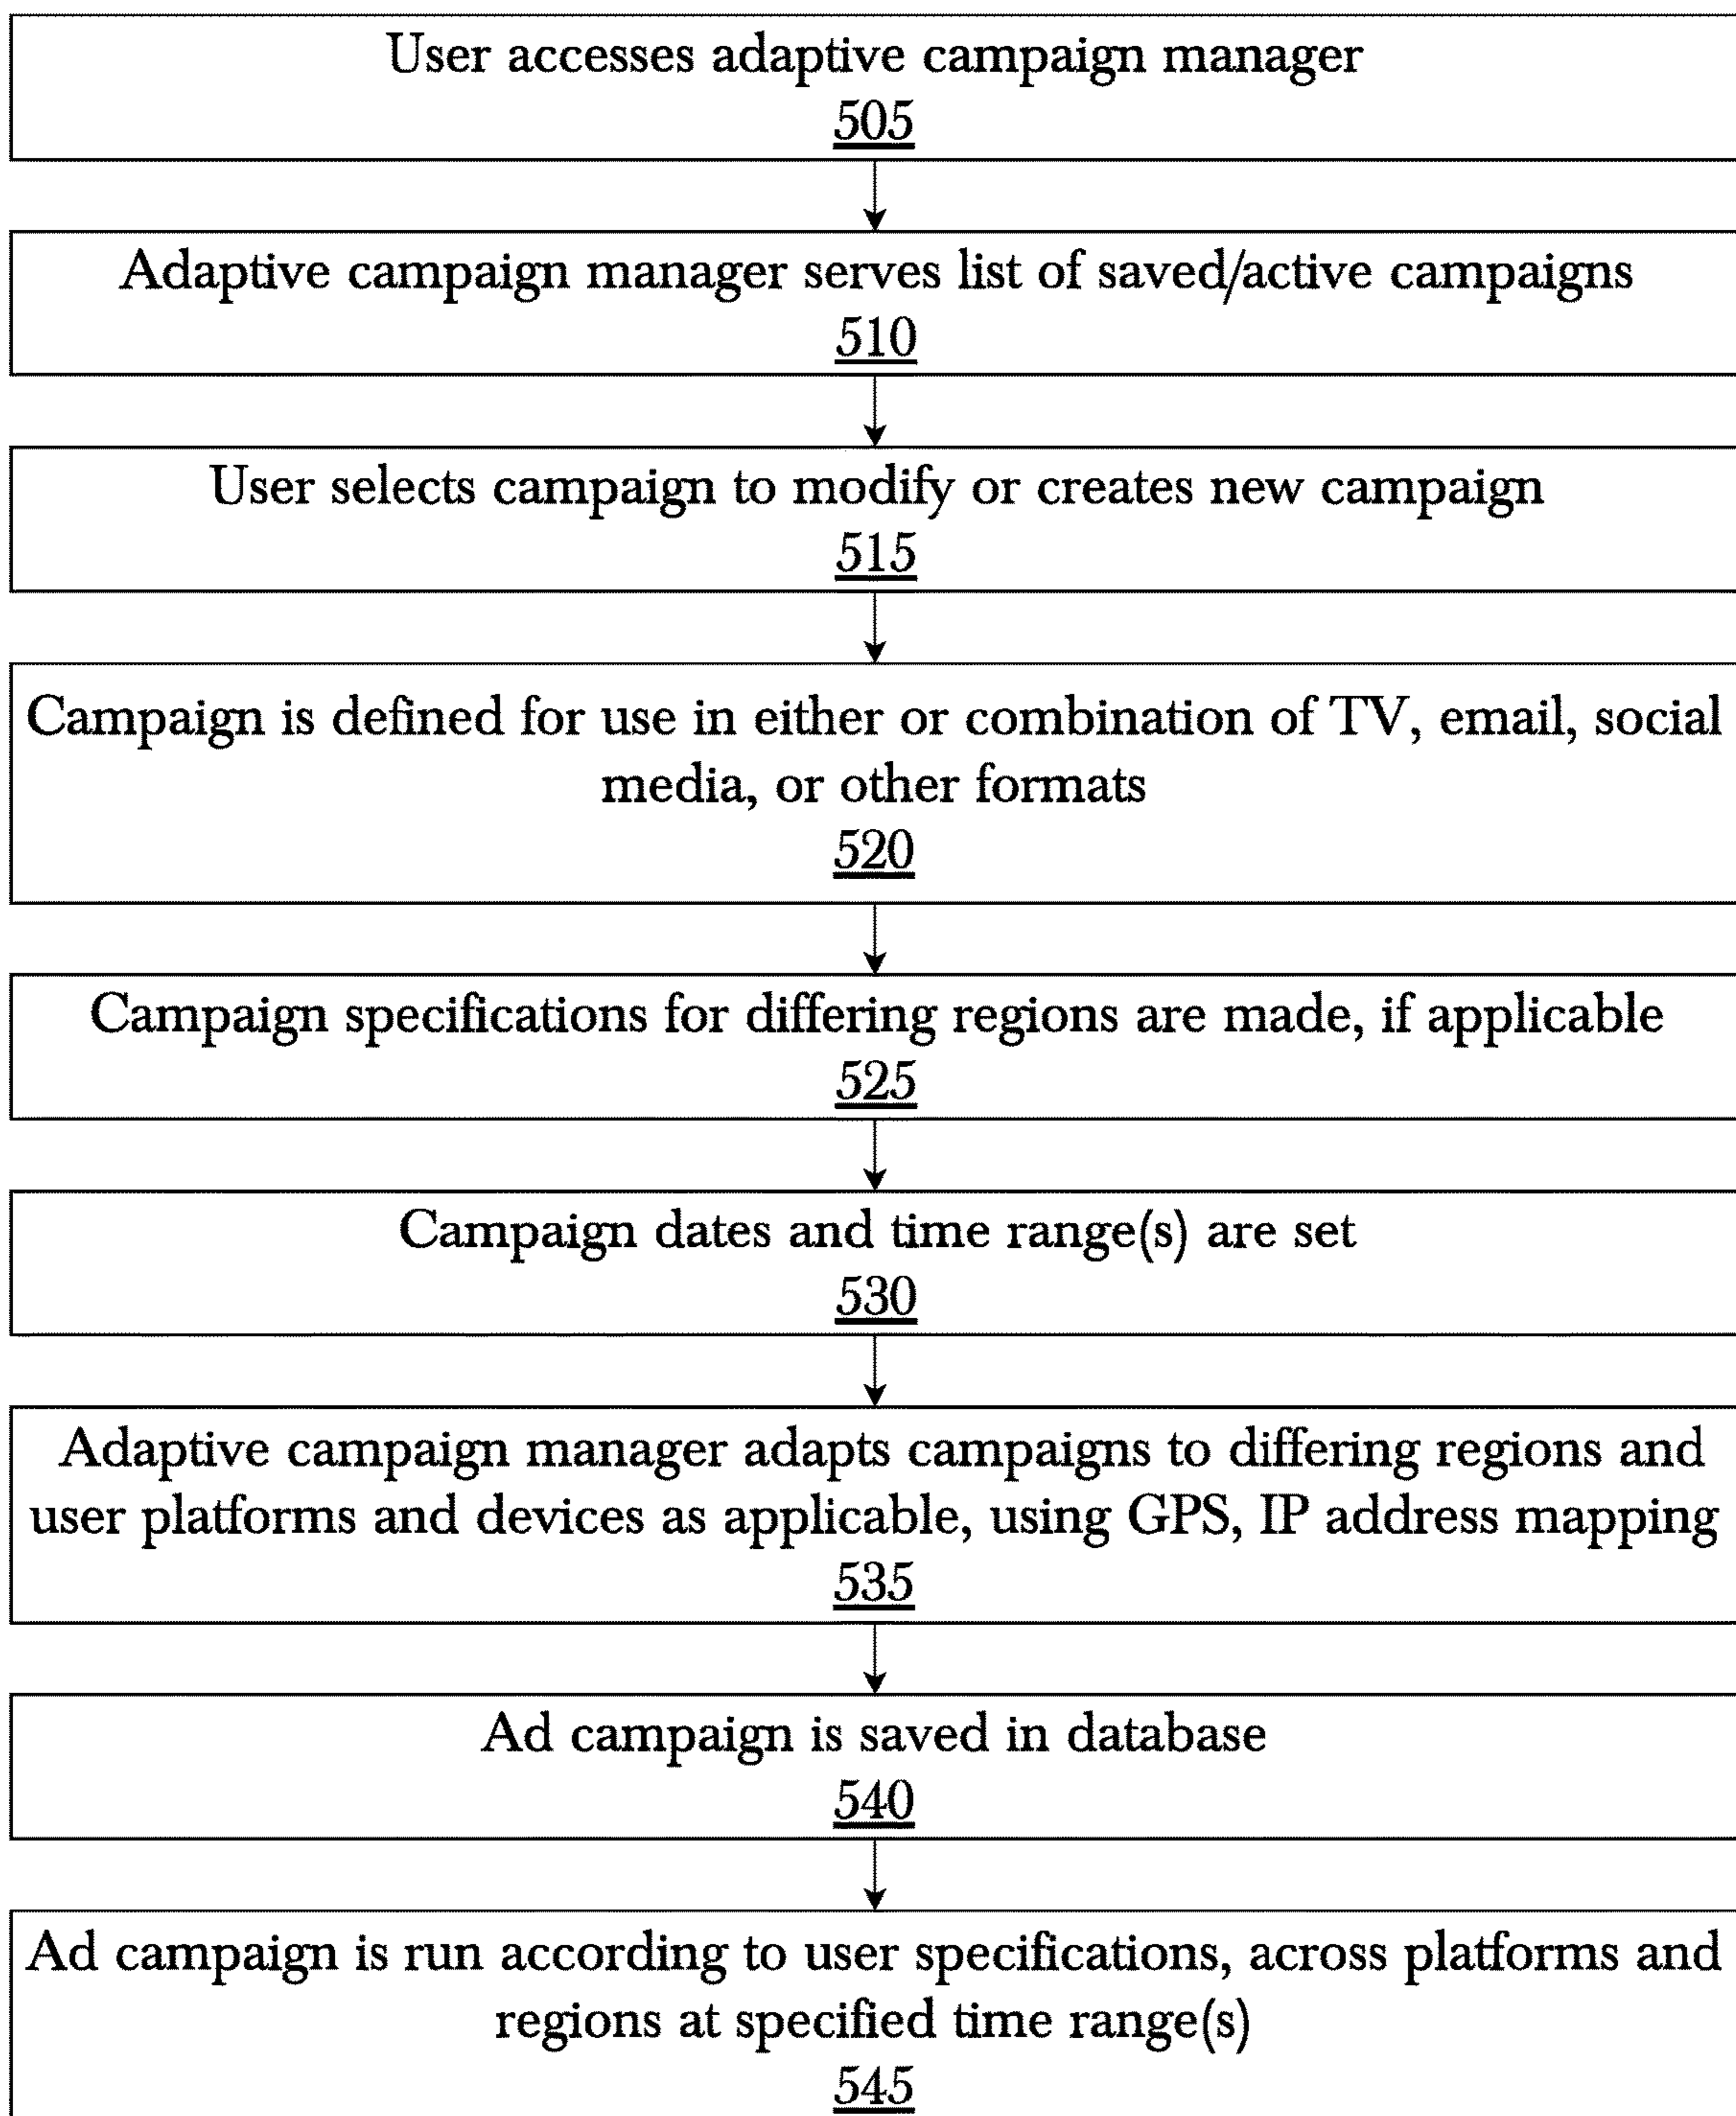 User accesses adaptive campaign manager
505
Adaptive campaign manager serves list of saved/active campaigns
510
User selects campaign to modify or creates new campaign
515
Campaign is defined for use in either or combination of TV, email, social
media, or other formats
520
Campaign specifications for differing regions are made, if applicable
525
Campaign dates and time range(s) are set
530
Adaptive campaign manager adapts campaigns to differing regions and
user platforms and devices as applicable, using GPS, IP address mapping
535
Ad campaign is saved in database
540
Ad campaign is run according to user specifications, across platforms and
regions at specified time range(s)
545